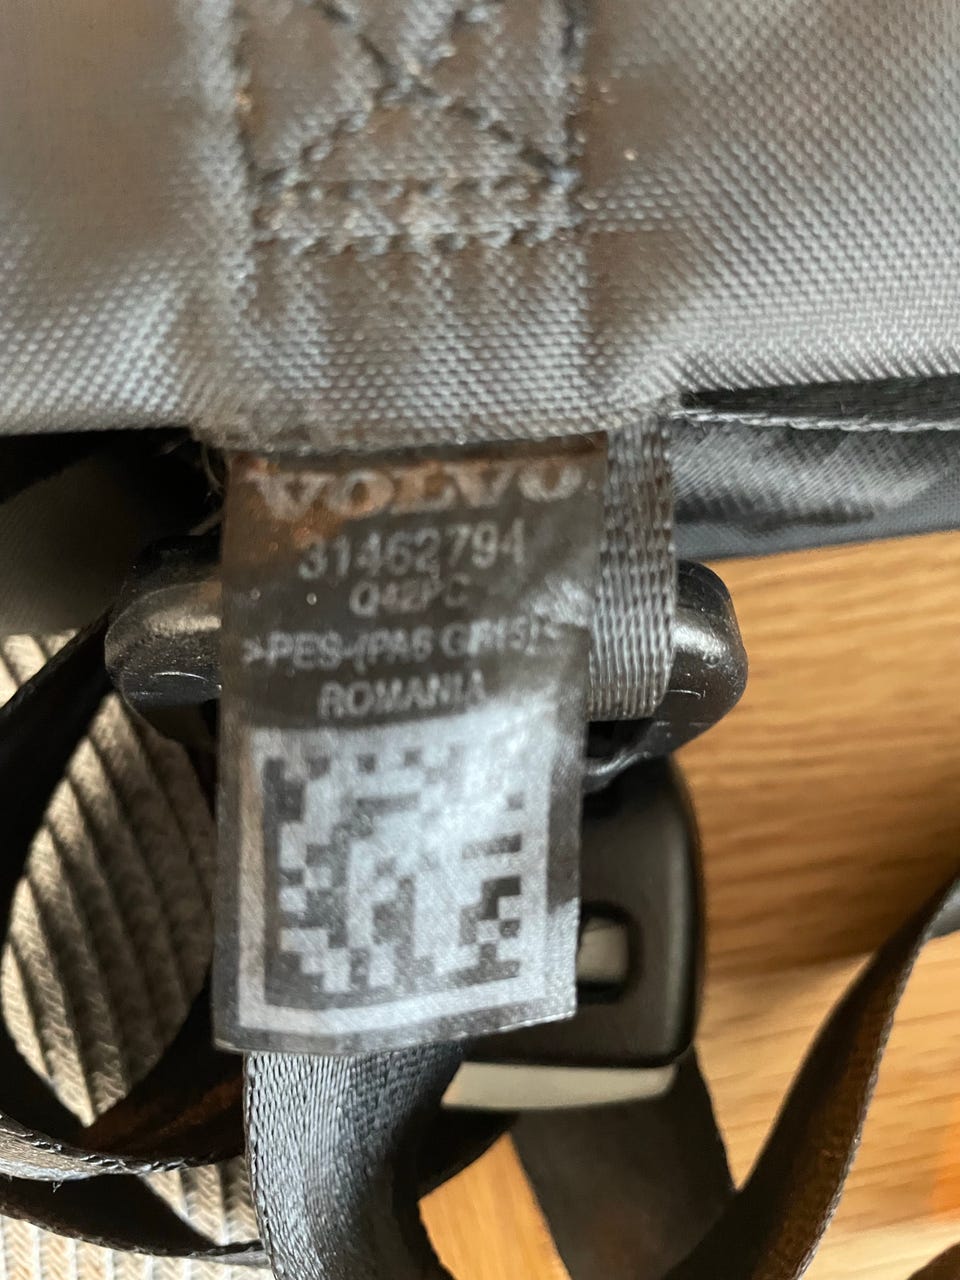 VOLVO
31462794
Q42PC
>PES-(PA6 GF15)<
ROMANIA